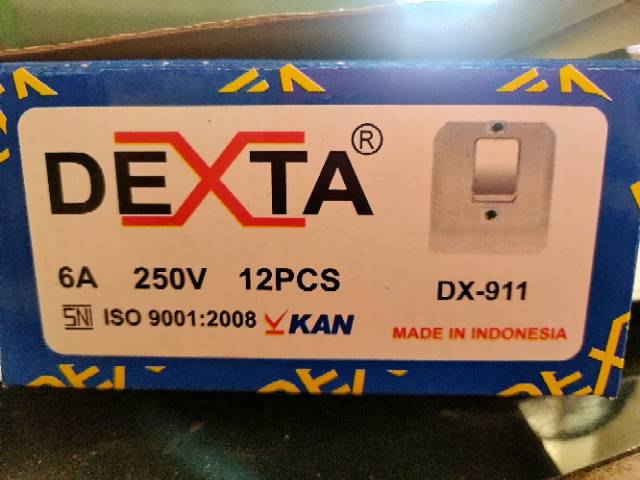 DEXTA®
6A 250V 12PCS
DX-911
SNI ISO 9001:2008 KAN
MADE IN INDONESIA